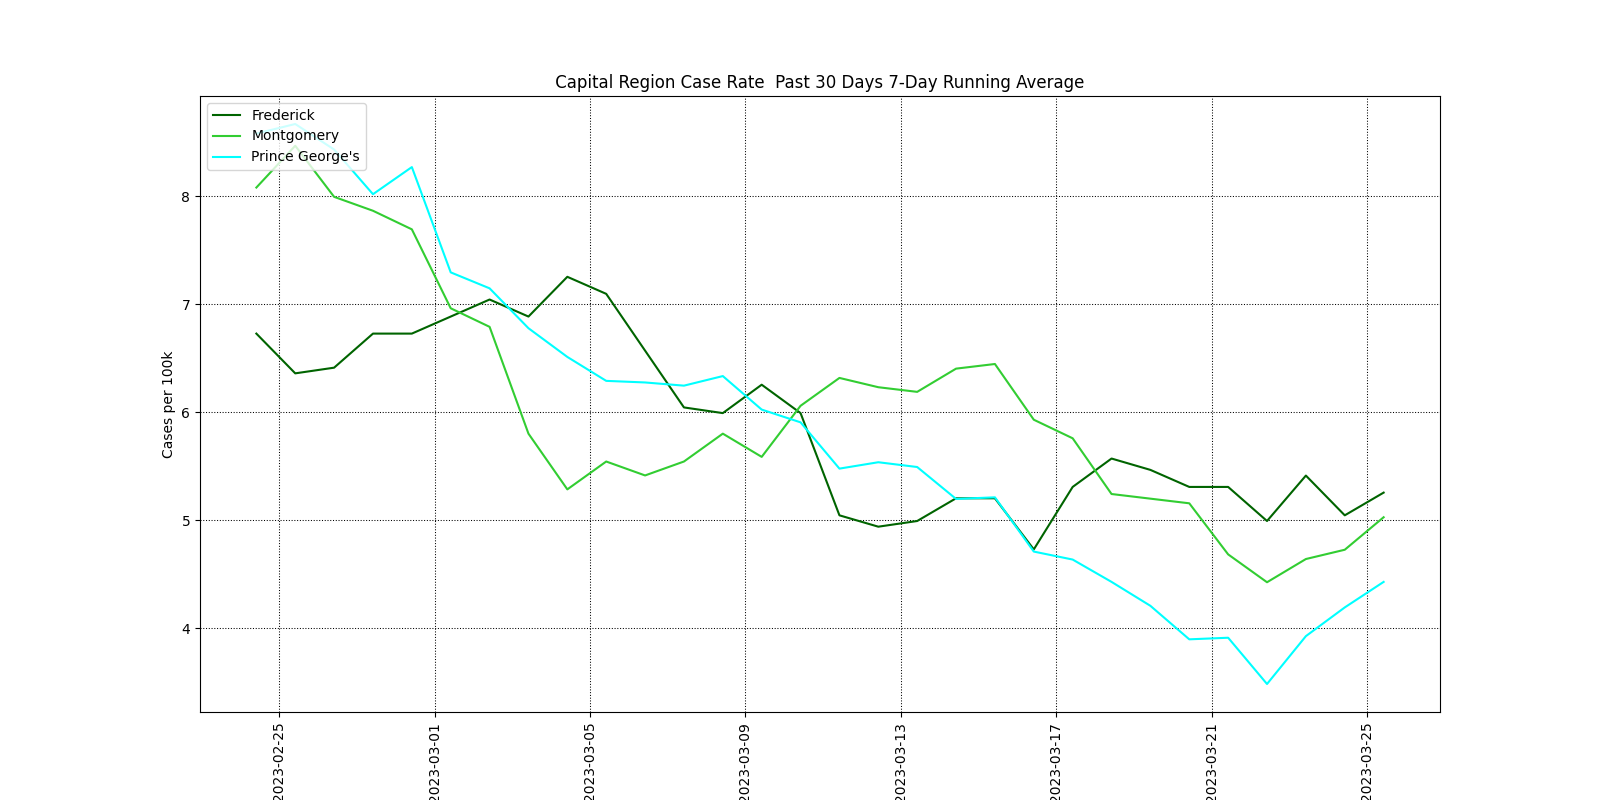 Capital Region Case Rate  Past 30 Days 7-Day Running Average
Frederick
Montgomery
Prince George's
Cases per 100k
8
7
6
5
4
2023-02-25
2023-03-01
2023-03-05
2023-03-09
2023-03-13
2023-03-17
2023-03-21
2023-03-25